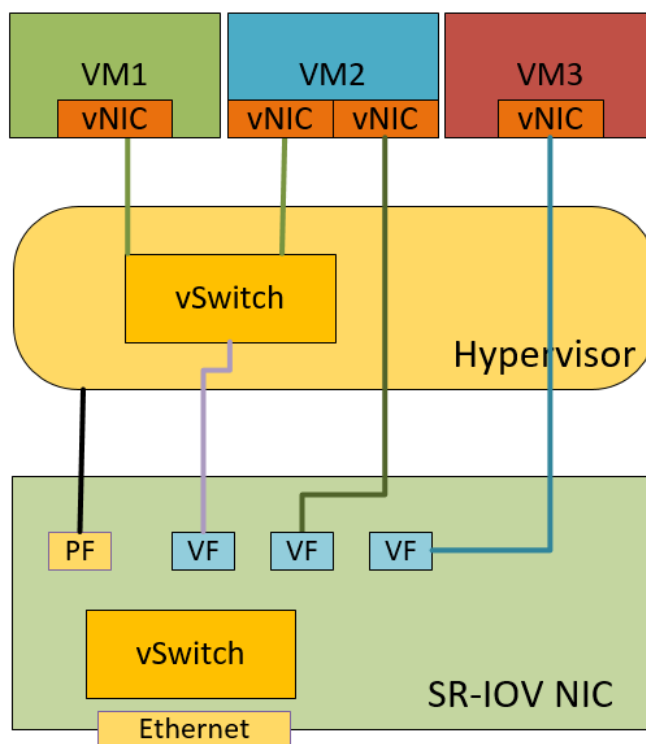 VM1
VM2
VM3
vNIC
vNIC
vNIC
vNIC
vSwitch
Hypervisor
PF
VF
VF
VF
vSwitch
SR-IOV NIC
Ethernet